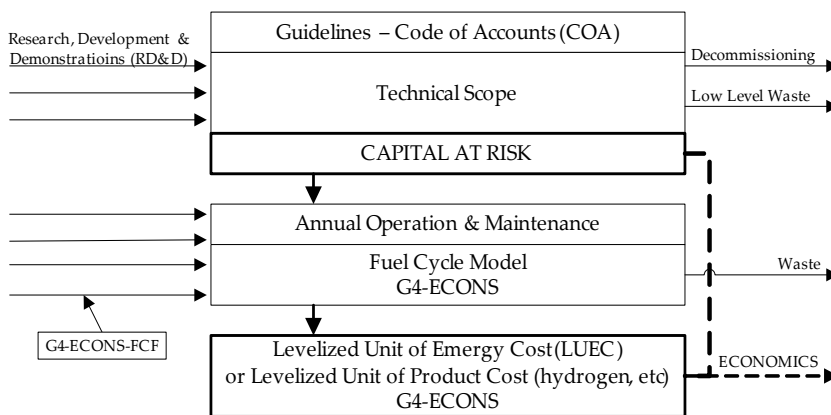 Guidelines – Code of Accounts (COA)
Research, Development &
Demonstratioins (RD&D)
Decommissioning
Technical Scope
Low Level Waste
CAPITAL AT RISK
Annual Operation & Maintenance
Fuel Cycle Model
G4-ECONS
Waste
G4-ECONS-FCF
Levelized Unit of Emergy Cost (LUEC)
or Levelized Unit of Product Cost (hydrogen, etc)
G4-ECONS
ECONOMICS